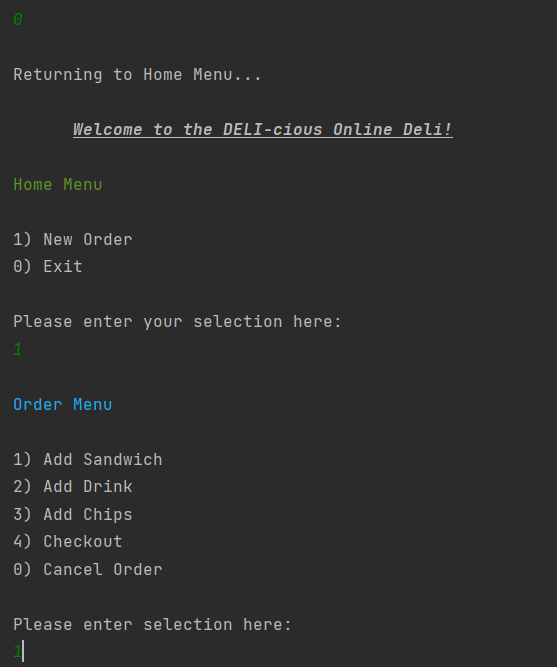 0
Returning to Home Menu...
Welcome to the DELI-cious Online Deli!
Home Menu
1) New Order
0) Exit
Please enter your selection here:
1
Order Menu
1) Add Sandwich
2) Add Drink
3) Add Chips
4) Checkout
0) Cancel Order
Please enter selection here:
1